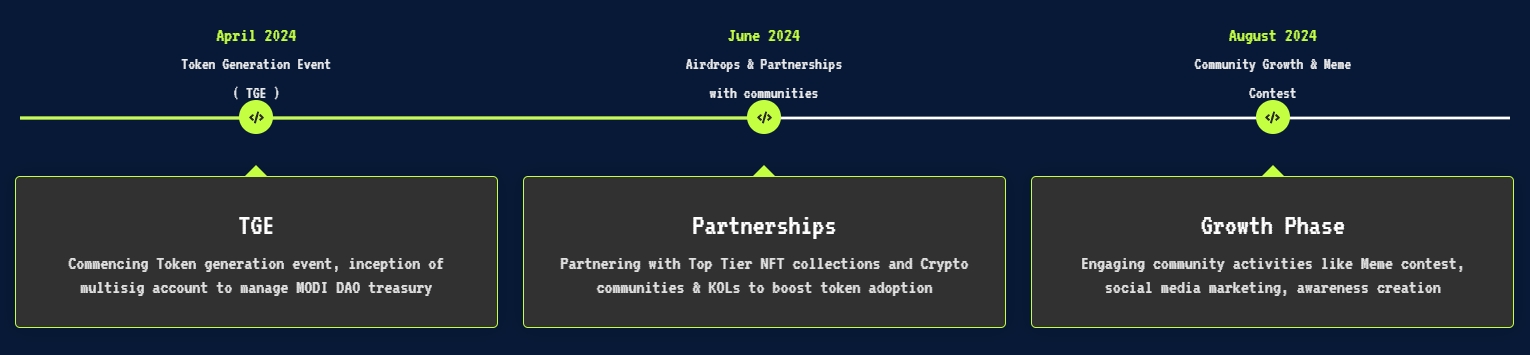 April 2024
Token Generation Event
( TGE )
June 2024
Airdrops & Partnerships
with communities
August 2024
Community Growth & Meme
Contest
</>
</>
</>
TGE
Commencing Token generation event, inception of
multisig account to manage MODI DAO treasury
Partnerships
Partnering with Top Tier NFT collections and Crypto
communities & KOLs to boost token adoption
Growth Phase
Engaging community activities like Meme contest,
social media marketing, awareness creation